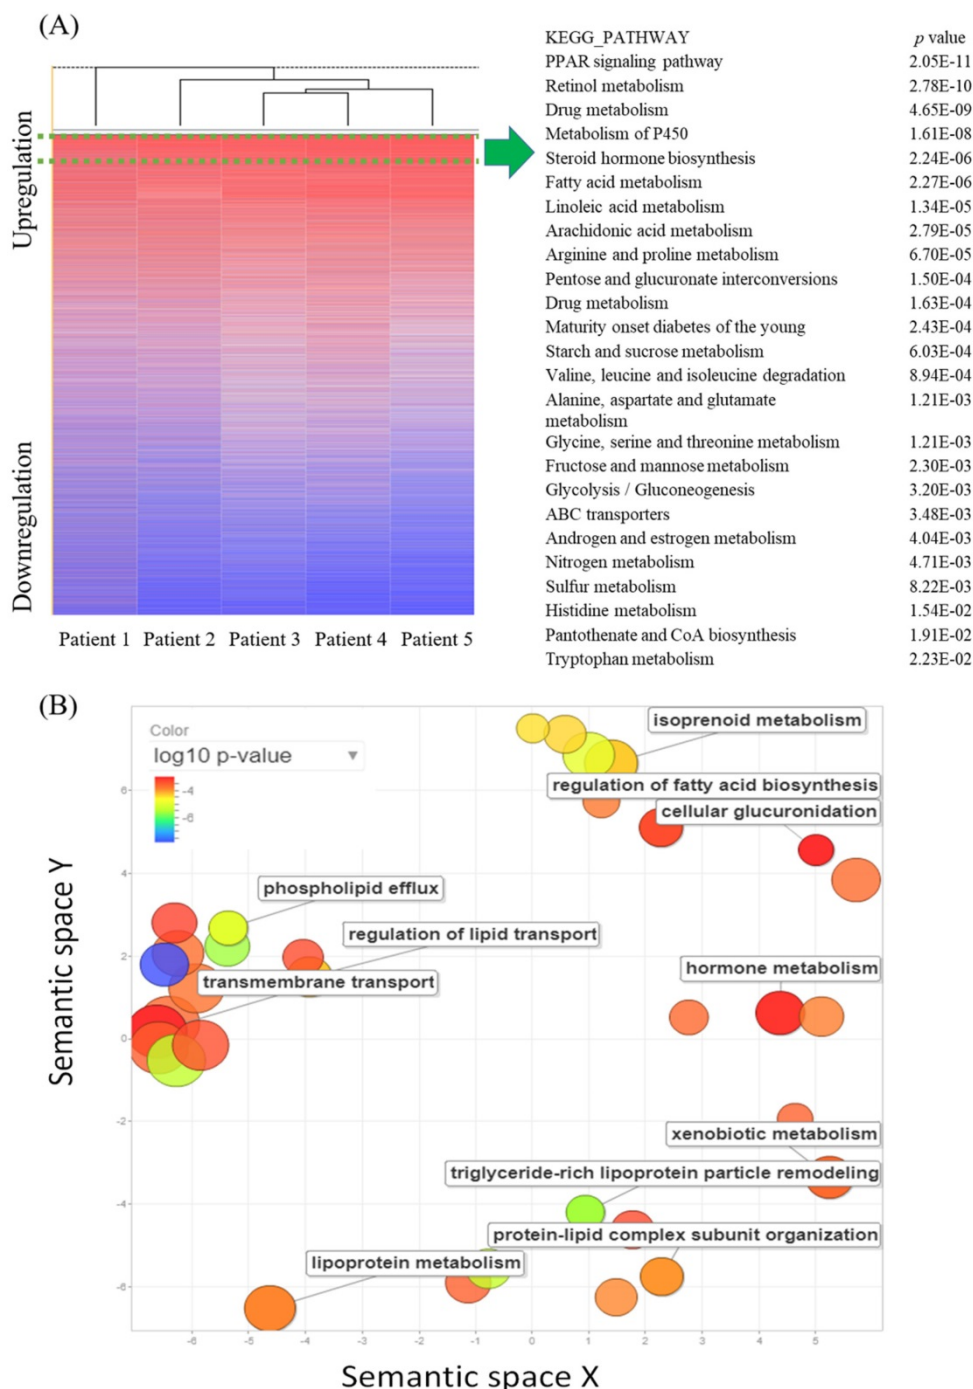 (A)
KEGG_PATHWAY p value
PPAR signaling pathway 2.05E-11
Retinol metabolism 2.78E-10
Drug metabolism 4.65E-09
Metabolism of P450 1.61E-08
Steroid hormone biosynthesis 2.24E-06
Fatty acid metabolism 2.27E-06
Linoleic acid metabolism 1.34E-05
Arachidonic acid metabolism 2.79E-05
Arginine and proline metabolism 6.70E-05
Pentose and glucuronate interconversions 1.50E-04
Drug metabolism 1.63E-04
Maturity onset diabetes of the young 2.43E-04
Starch and sucrose metabolism 6.03E-04
Valine, leucine and isoleucine degradation 8.94E-04
Alanine, aspartate and glutamate 1.21E-03
metabolism
Glycine, serine and threonine metabolism 1.21E-03
Fructose and mannose metabolism 2.30E-03
Glycolysis / Gluconeogenesis 3.20E-03
ABC transporters 3.48E-03
Androgen and estrogen metabolism 4.04E-03
Nitrogen metabolism 4.71E-03
Sulfur metabolism 8.22E-03
Histidine metabolism 1.54E-02
Pantothenate and CoA biosynthesis 1.91E-02
Tryptophan metabolism 2.23E-02
Upregulation
Downregulation
Patient 1 Patient 2 Patient 3 Patient 4 Patient 5
(B)
Color
log10 p-value
-4
-6
isoprenoid metabolism
regulation of fatty acid biosynthesis
cellular glucuronidation
phospholipid efflux
regulation of lipid transport
transmembrane transport
hormone metabolism
xenobiotic metabolism
triglyceride-rich lipoprotein particle remodeling
protein-lipid complex subunit organization
lipoprotein metabolism
6
4
2
0
-2
-4
-6
Semantic space Y
-6 -5 -4 -3 -2 -1 0 1 2 3 4 5
Semantic space X